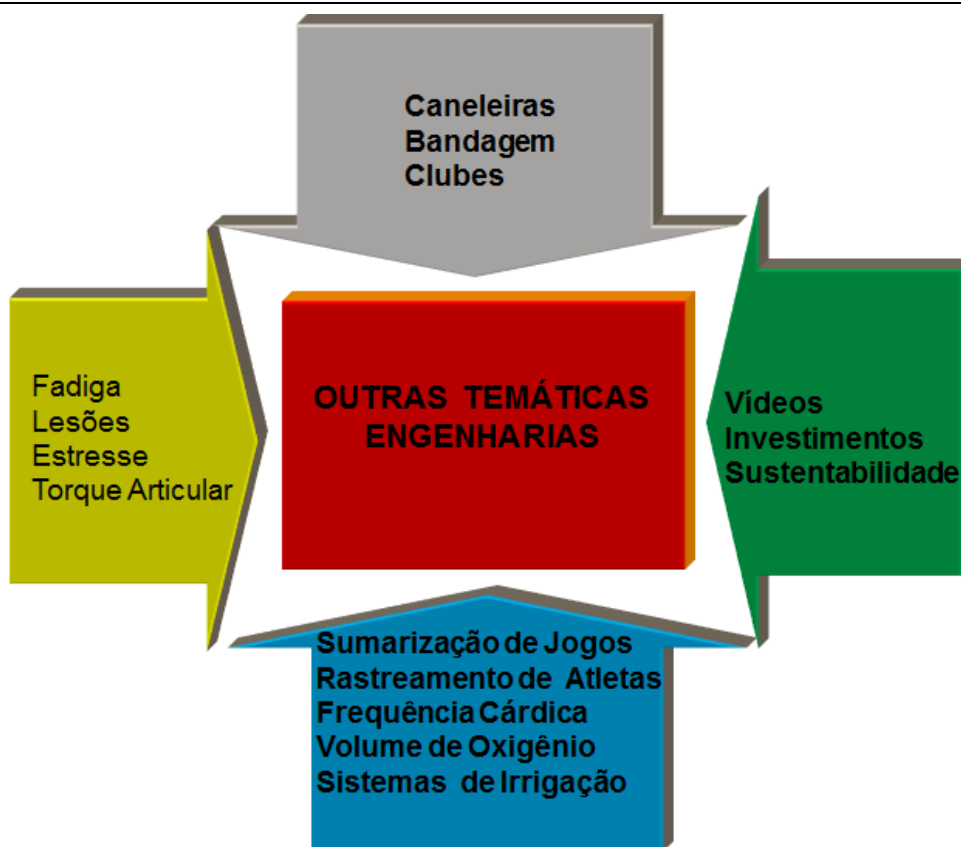 Caneleiras
Bandagem
Clubes
Fadiga
Lesões
Estresse
Torque Articular
OUTRAS TEMÁTICAS
ENGENHARIAS
Vídeos
Investimentos
Sustentabilidade
Sumarização de Jogos
Rastreamento de Atletas
Frequência Cárdica
Volume de Oxigênio
Sistemas de Irrigação